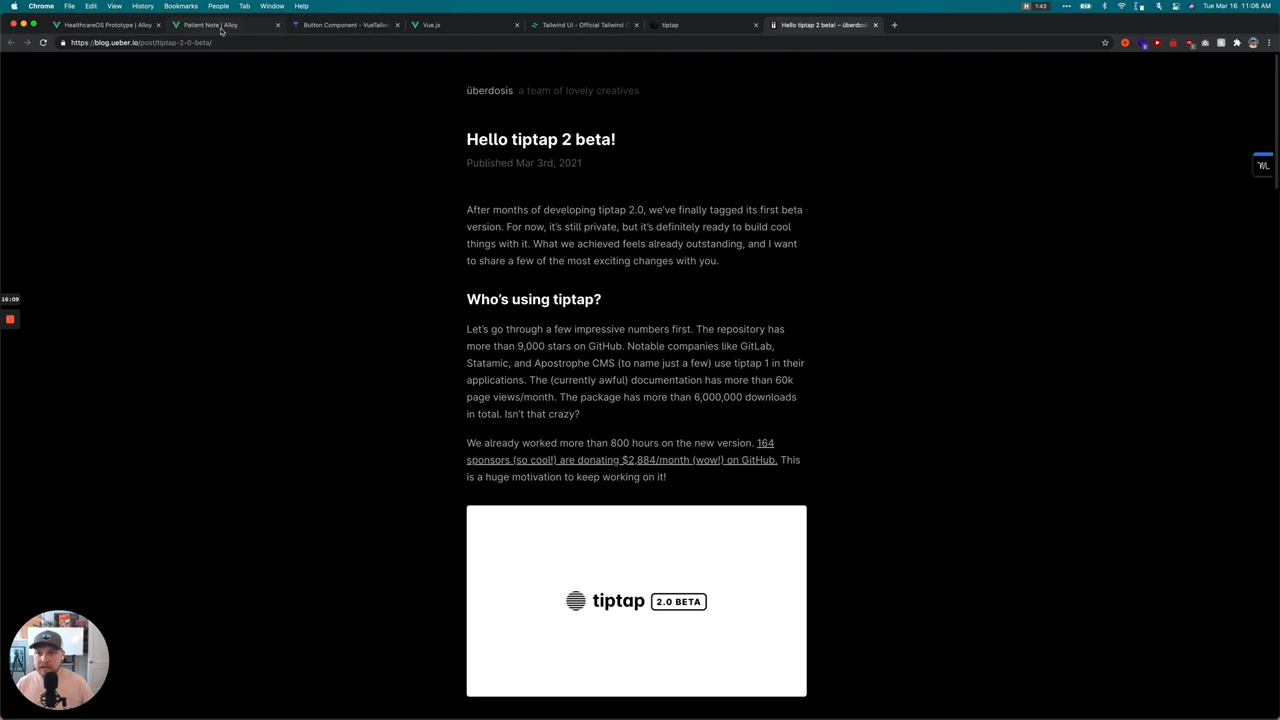 Chrome File Edit View History Bookmarks People Tab Window Help
1:43
Tue Mar 16 11:06 AM
HealthcareOS Prototype | Alloy
Patient Note | Alloy
Button Component - VueTailw
Vue.js
Tailwind UI - Official Tailwind C
tiptap
Hello tiptap 2 beta! – überdos
https://blog.ueber.io/post/tiptap-2-0-beta/
überdosis a team of lovely creatives
Hello tiptap 2 beta!
Published Mar 3rd, 2021
After months of developing tiptap 2.0, we've finally tagged its first beta
version. For now, it's still private, but it's definitely ready to build cool
things with it. What we achieved feels already outstanding, and I want
to share a few of the most exciting changes with you.
Who's using tiptap?
Let's go through a few impressive numbers first. The repository has
more than 9,000 stars on GitHub. Notable companies like GitLab,
Statamic, and Apostrophe CMS (to name just a few) use tiptap 1 in their
applications. The (currently awful) documentation has more than 60k
page views/month. The package has more than 6,000,000 downloads
in total. Isn't that crazy?
We already worked more than 800 hours on the new version. 164
sponsors (so cool!) are donating $2,884/month (wow!) on GitHub. This
is a huge motivation to keep working on it!
tiptap 2.0 BETA
16:09